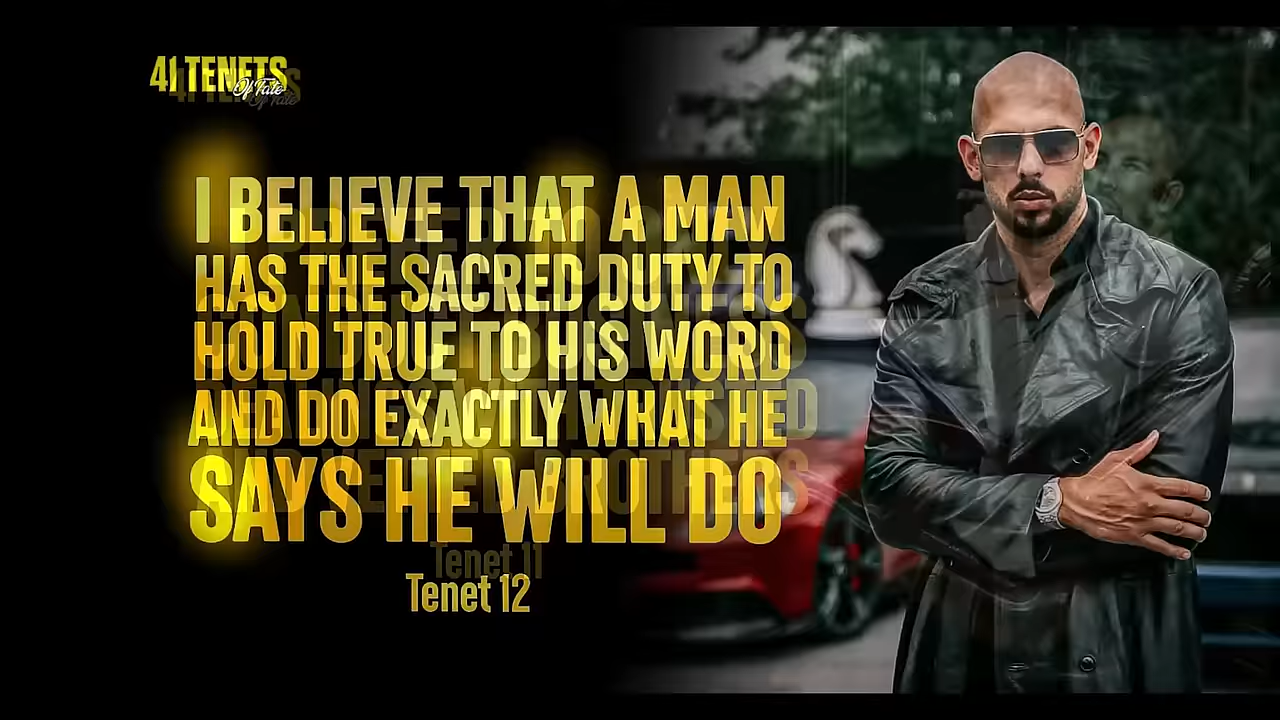 41 TENETS
Of Tate
I BELIEVE THAT A MAN
HAS THE SACRED DUTY TO
HOLD TRUE TO HIS WORD
AND DO EXACTLY WHAT HE
SAYS HE WILL DO
Tenet 11
Tenet 12